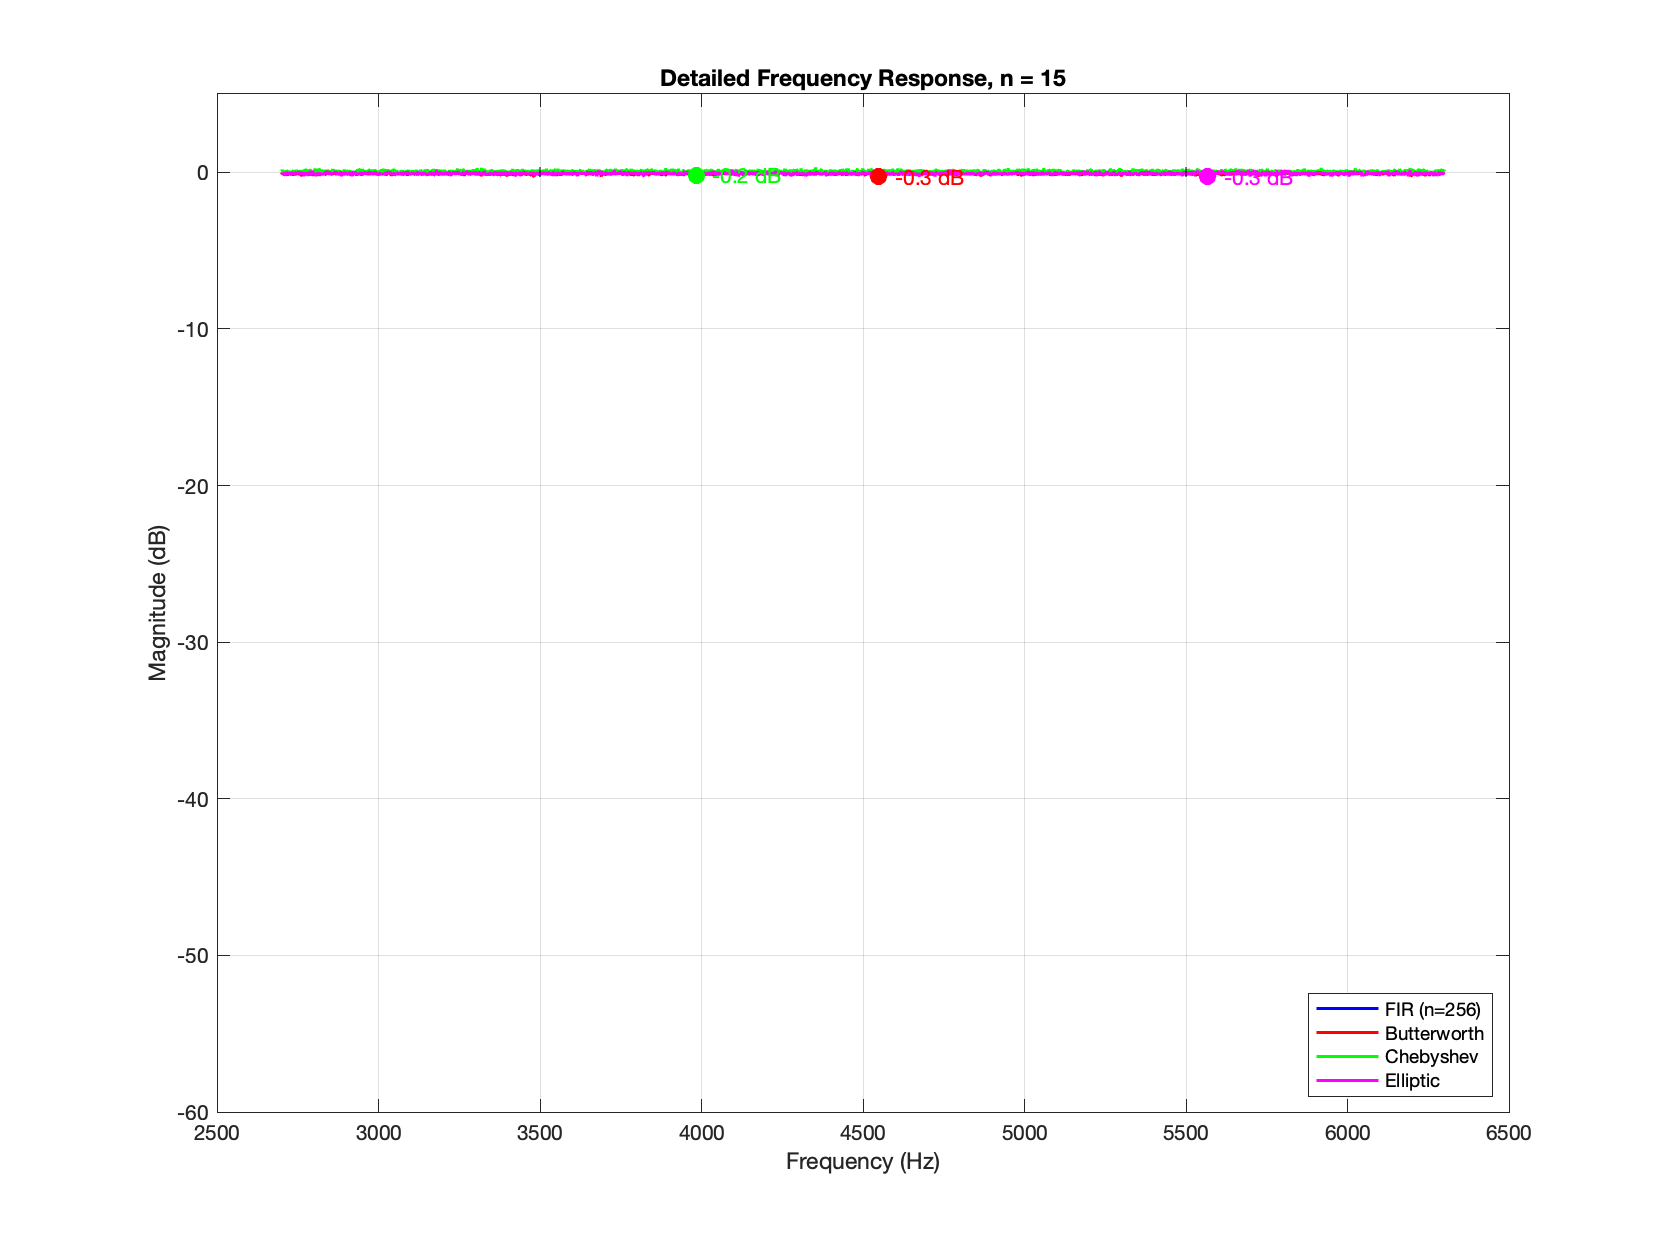 Detailed Frequency Response, n = 15
0
-10
-20
-30
-40
-50
-60
Magnitude (dB)
-0.2 dB
-0.3 dB
-0.3 dB
FIR (n=256)
Butterworth
Chebyshev
Elliptic
2500 3000 3500 4000 4500 5000 5500 6000 6500
Frequency (Hz)